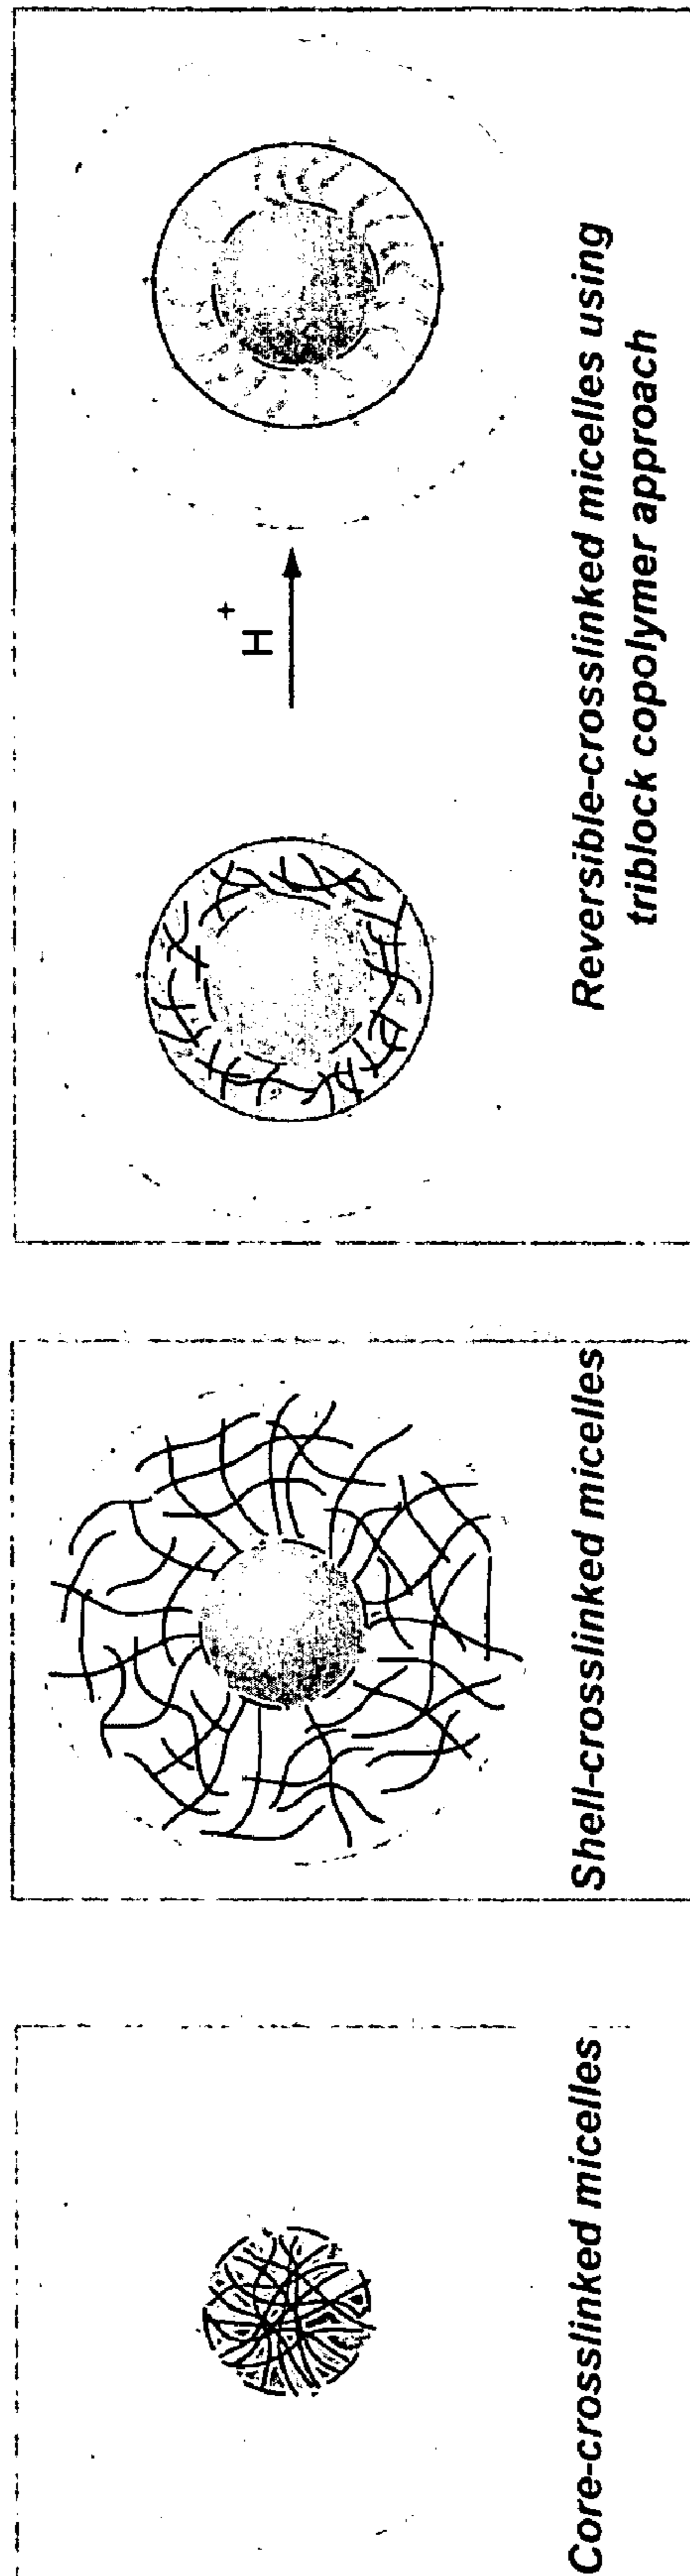 Core-crosslinked micelles
Shell-crosslinked micelles
H+
Reversible-crosslinked micelles using
triblock copolymer approach